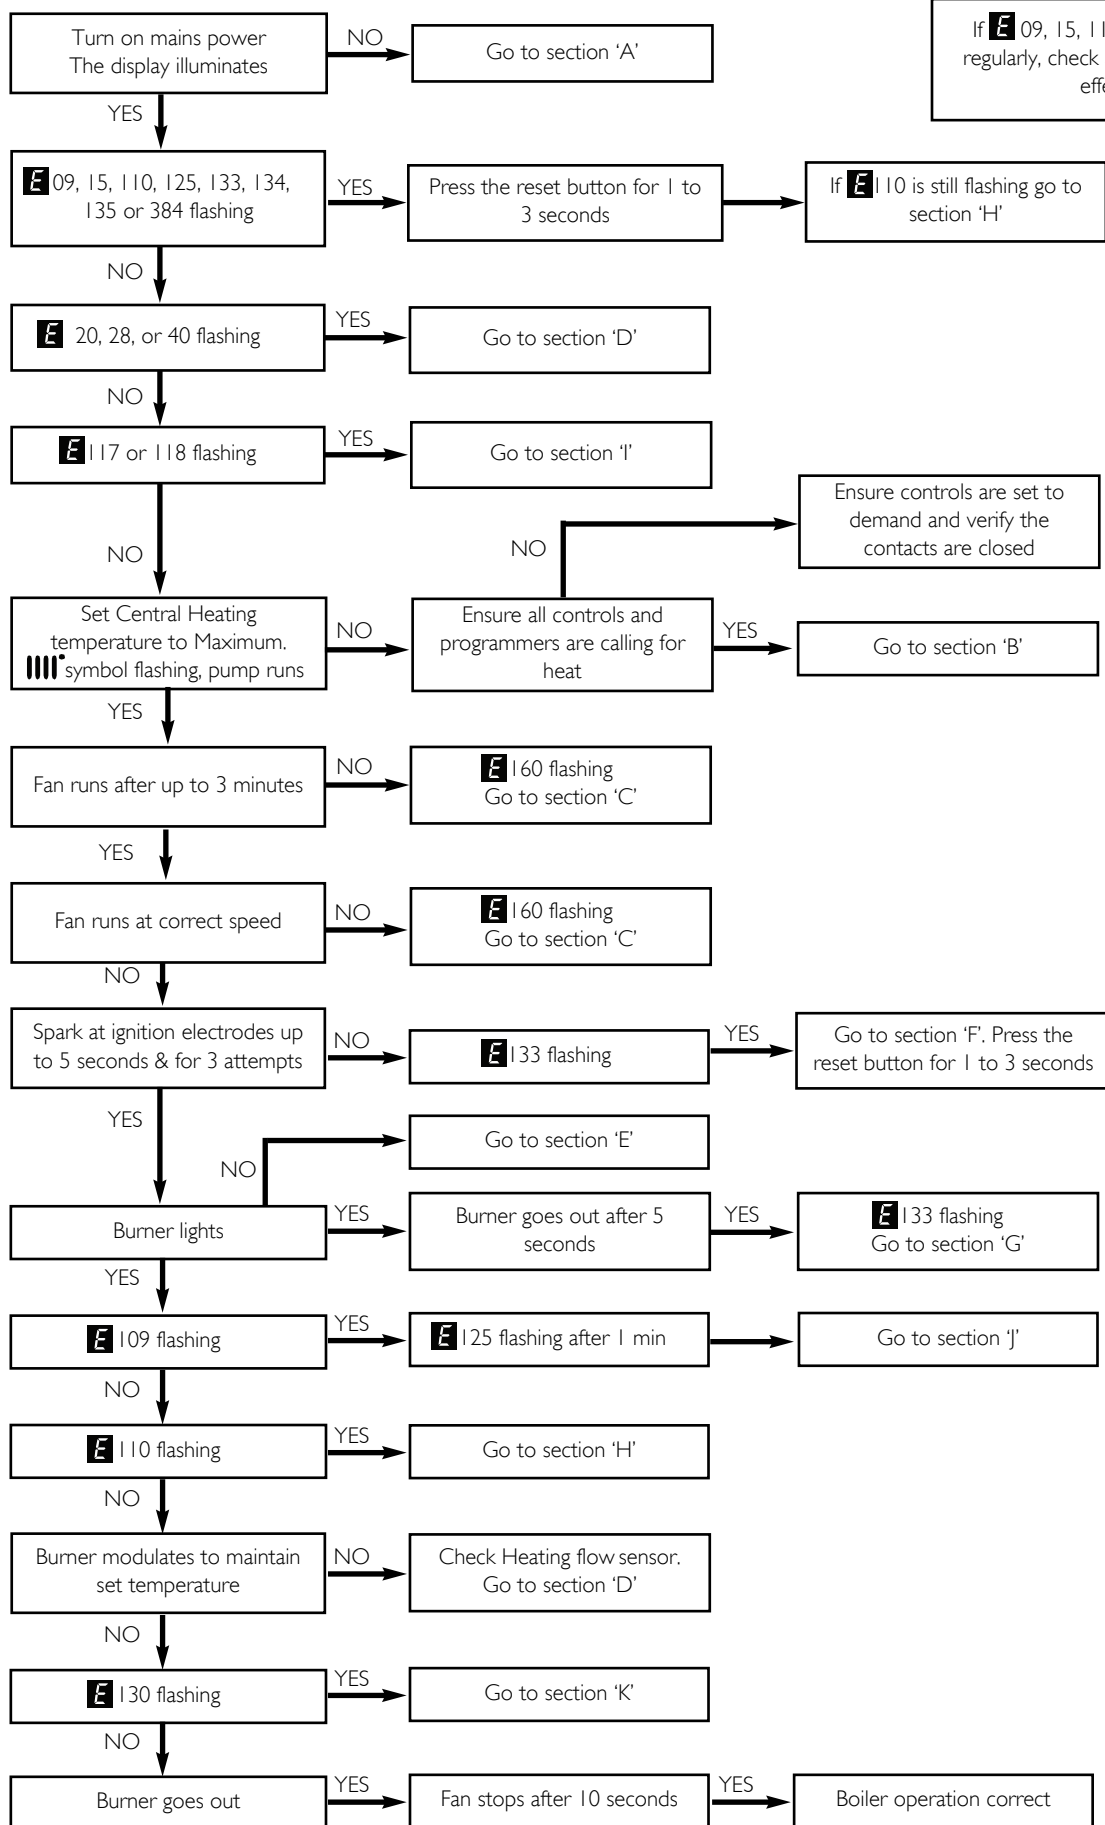 Turn on mains power
The display illuminates
NO
Go to section ‘A’
If E 09, 15, 11
regularly, check
effe
YES
E 09, 15, 110, 125, 133, 134,
135 or 384 flashing
YES
Press the reset button for 1 to
3 seconds
If E 110 is still flashing go to
section ‘H’
NO
E 20, 28, or 40 flashing
YES
Go to section ‘D’
NO
E 117 or 118 flashing
YES
Go to section ‘I’
NO
Set Central Heating
temperature to Maximum.
symbol flashing, pump runs
NO
Ensure all controls and
programmers are calling for
heat
NO
Ensure controls are set to
demand and verify the
contacts are closed
YES
Go to section ‘B’
YES
Fan runs after up to 3 minutes
NO
E 160 flashing
Go to section ‘C’
YES
Fan runs at correct speed
NO
E 160 flashing
Go to section ‘C’
NO
Spark at ignition electrodes up
to 5 seconds & for 3 attempts
NO
E 133 flashing
YES
Go to section ‘F’. Press the
reset button for 1 to 3 seconds
YES
NO
Go to section ‘E’
Burner lights
YES
Burner goes out after 5
seconds
YES
E 133 flashing
Go to section ‘G’
YES
E 109 flashing
YES
E 125 flashing after 1 min
Go to section ‘J’
NO
E 110 flashing
YES
Go to section ‘H’
NO
Burner modulates to maintain
set temperature
NO
Check Heating flow sensor.
Go to section ‘D’
NO
E 130 flashing
YES
Go to section ‘K’
NO
Burner goes out
YES
Fan stops after 10 seconds
YES
Boiler operation correct